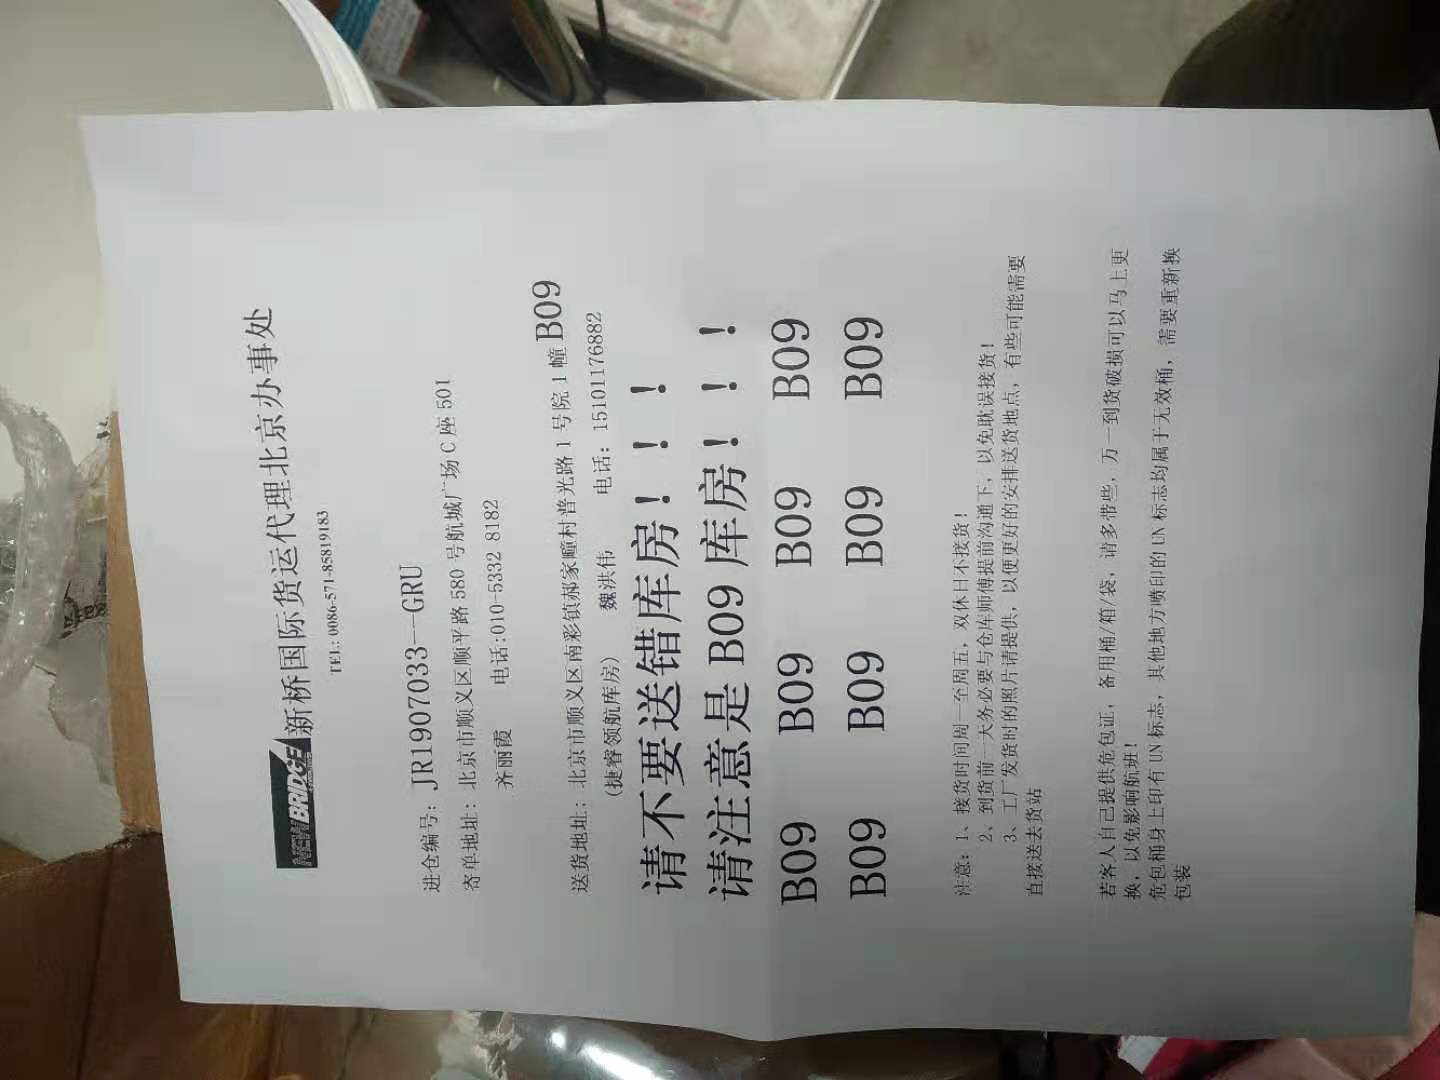 NEW BRIDGE 新桥国际货运代理北京办事处
TEL: 0086-571-85819183
进仓编号: JR1907033--GRU
寄单地址: 北京市顺义区顺平路 580 号航城广场 C 座 501
齐丽霞 电话:010-5332 8182
送货地址: 北京市顺义区南彩镇郝家疃村普光路 1 号院 1 幢 B09
(捷睿领航库房) 魏洪伟 电话: 15101176882
请不要送错库房！！！
请注意是 B09 库房！！！
B09 B09 B09 B09
B09 B09 B09 B09
注意: 1、接货时间周一至周五，双休日不接货！
2、到货前一天务必要与仓库师傅提前沟通下，以免耽误接货！
3、工厂发货时的照片请提供，以便更好的安排送货地点，有些可能需要
直接送去货站
若客人自己提供危包证，备用桶/箱/袋，请多带些，万一到货破损可以马上更
换，以免影响航班!
危包桶身上印有 UN 标志，其他地方喷印的 UN 标志均属于无效桶，需要重新换
包装